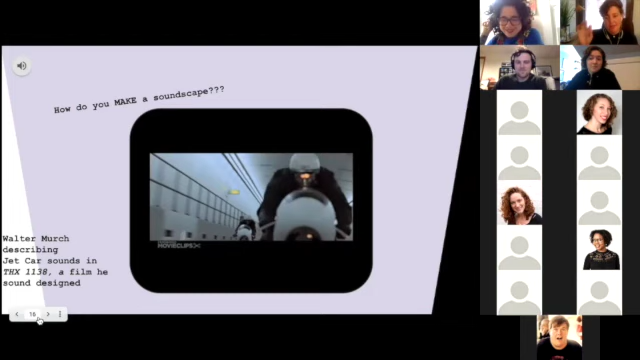 How do you MAKE a soundscape???
MOVIECLIPS
Walter Murch
describing
Jet Car sounds in
THX 1138, a film he
sound designed
16